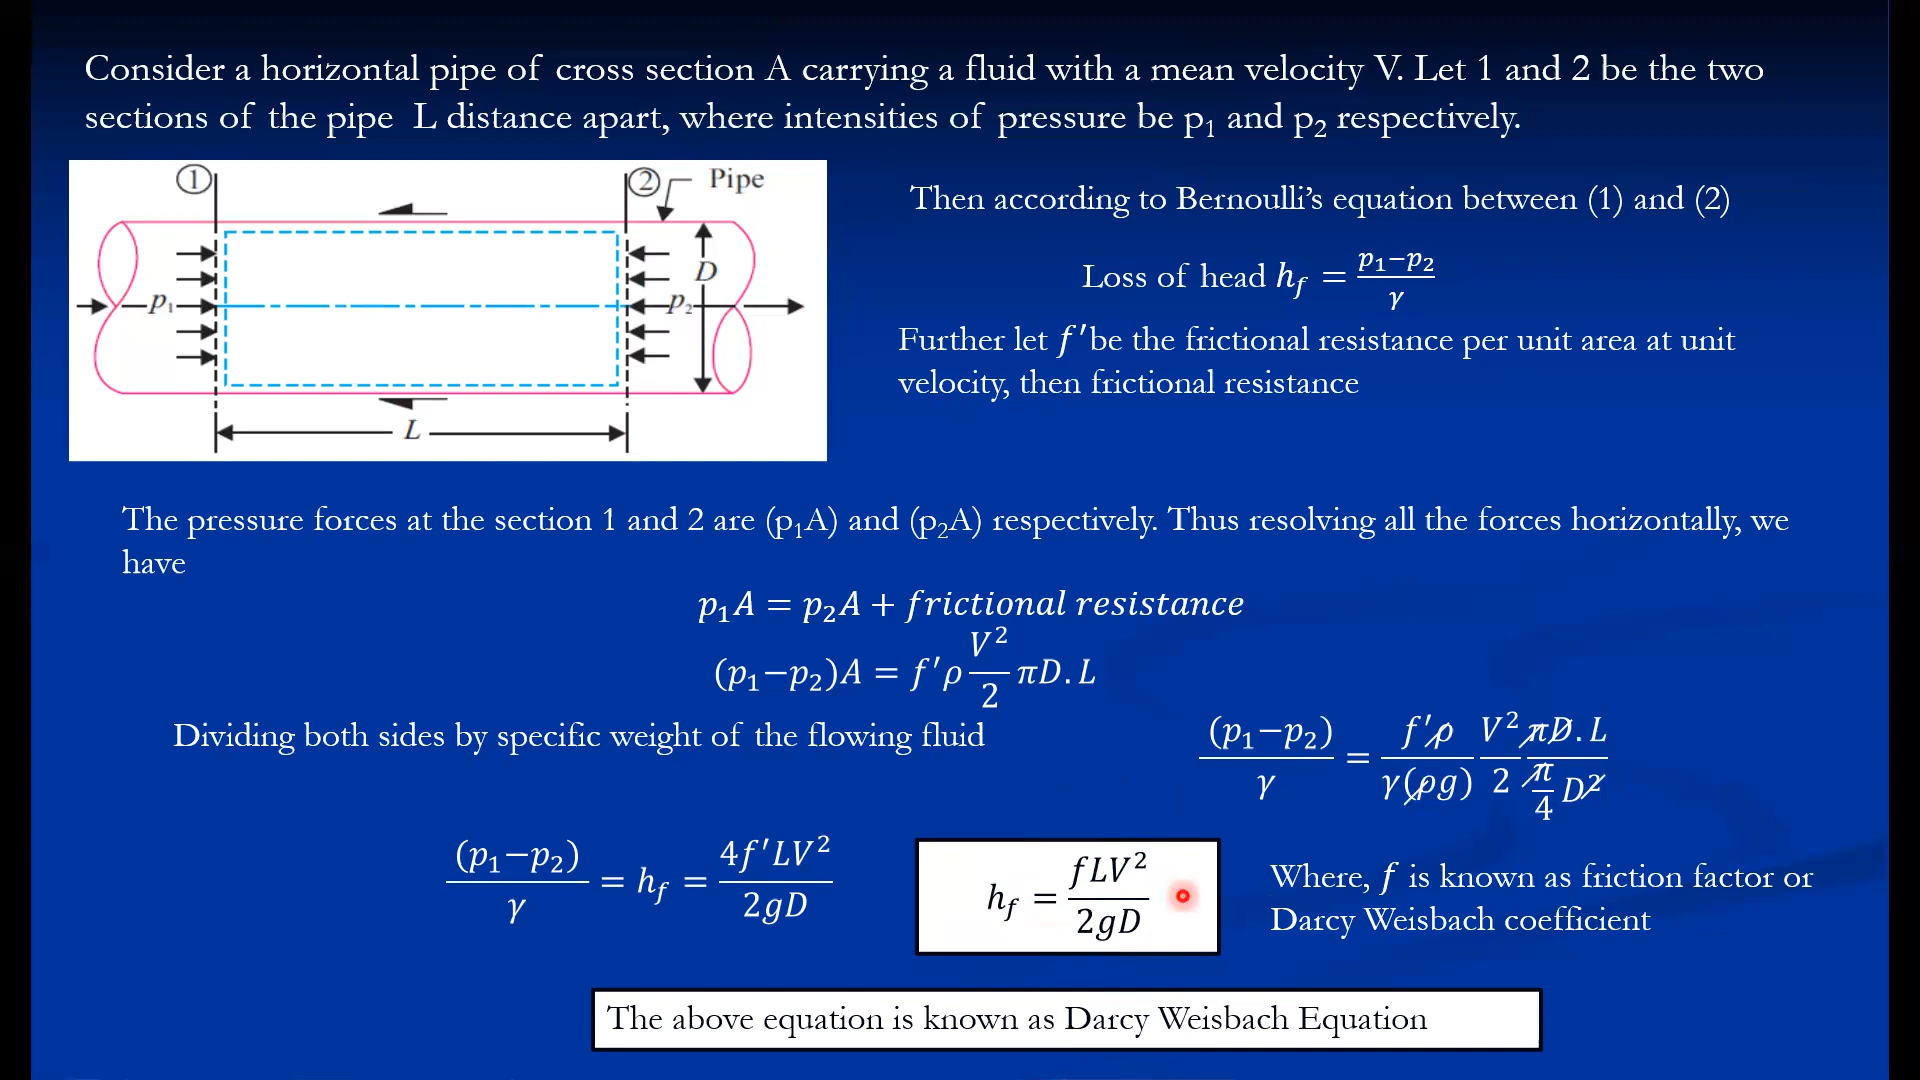 Consider a horizontal pipe of cross section A carrying a fluid with a mean velocity V. Let 1 and 2 be the two
sections of the pipe L distance apart, where intensities of pressure be p₁ and p₂ respectively.
① ② Pipe
D
p₁ p₂
L
Then according to Bernoulli's equation between (1) and (2)
Loss of head h_f = (p₁−p₂)/γ
Further let f′ be the frictional resistance per unit area at unit
velocity, then frictional resistance
The pressure forces at the section 1 and 2 are (p₁A) and (p₂A) respectively. Thus resolving all the forces horizontally, we
have
p₁A = p₂A + frictional resistance
(p₁−p₂)A = f′ρ V²/2 πD.L
Dividing both sides by specific weight of the flowing fluid
(p₁−p₂)/γ = f′ρ/γ(ρg) V²/2 πD.L/(π/4 D²)
(p₁−p₂)/γ = h_f = 4f′LV²/2gD
h_f = fLV²/2gD
Where, f is known as friction factor or
Darcy Weisbach coefficient
The above equation is known as Darcy Weisbach Equation